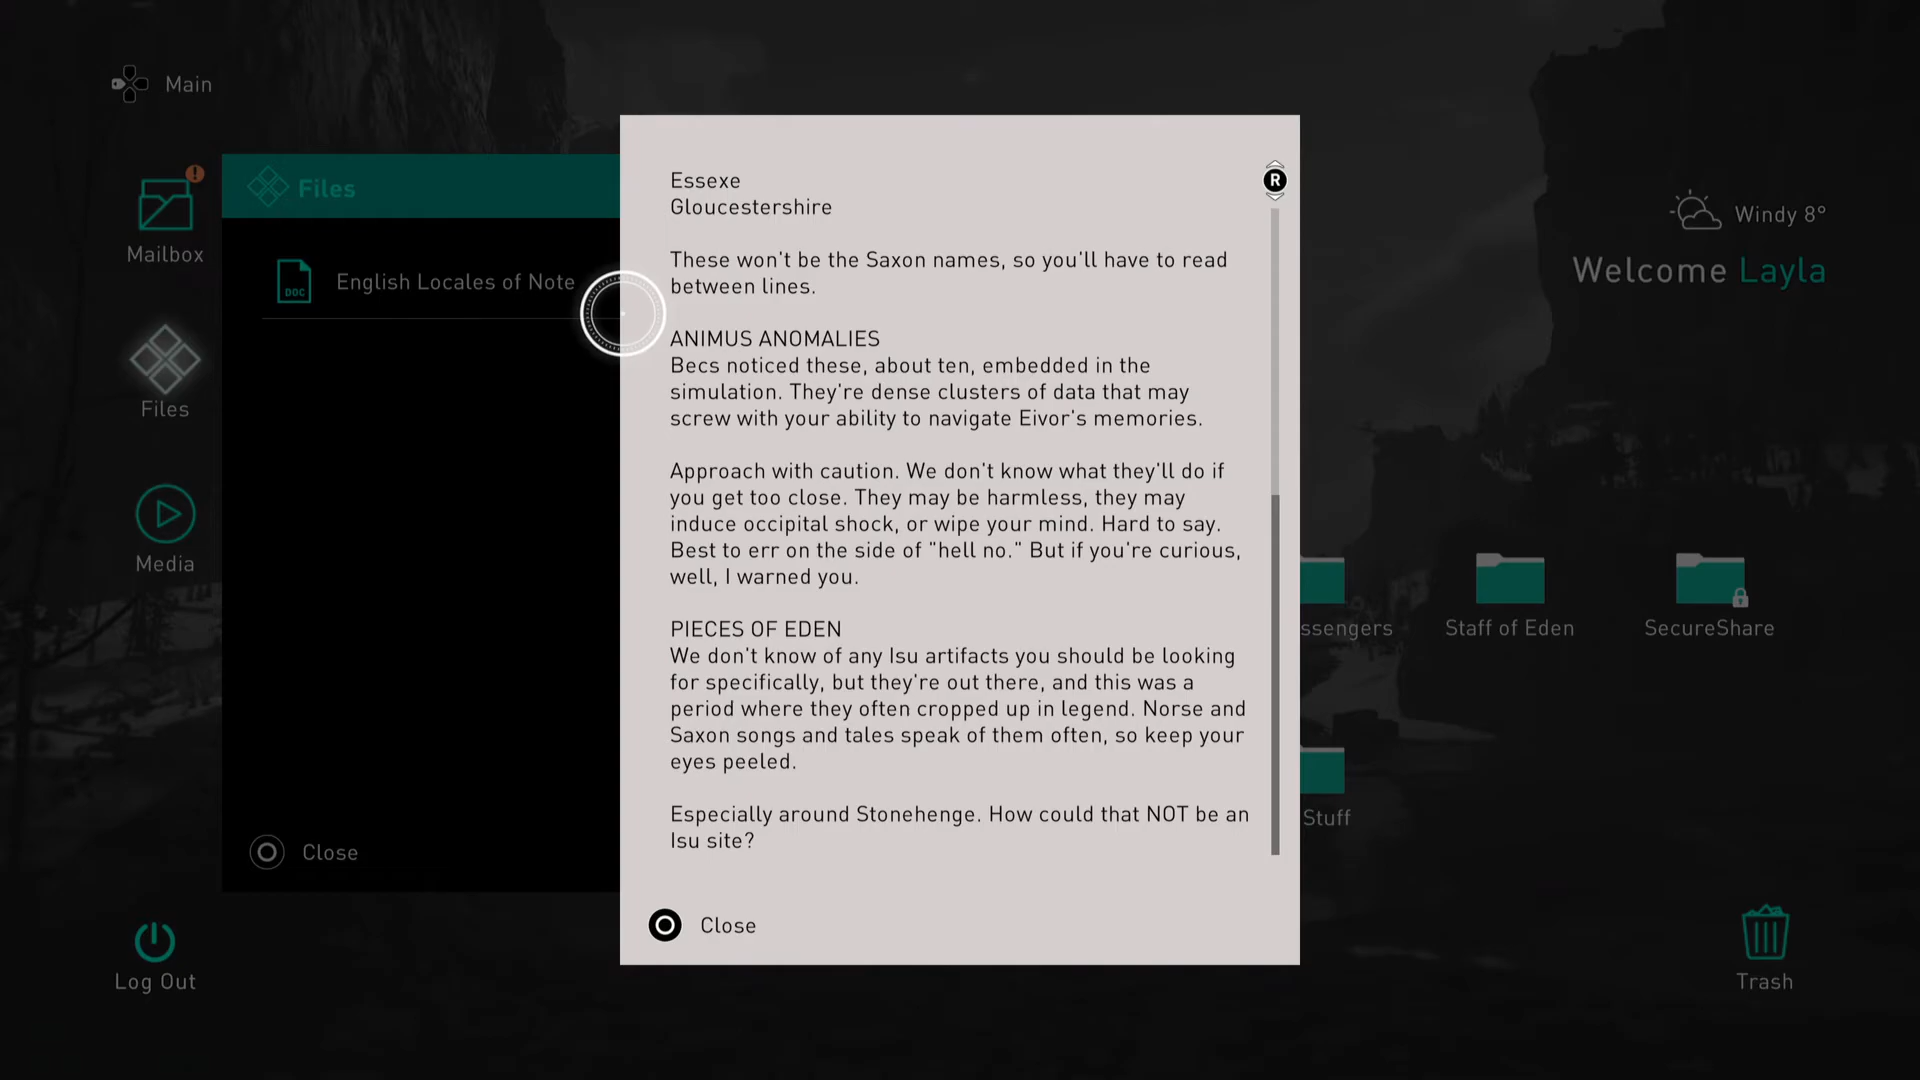 Main
Mailbox
Files
Media
Log Out
Files
DOC
English Locales of Note
Close
R
Essexe
Gloucestershire
These won't be the Saxon names, so you'll have to read
between lines.
ANIMUS ANOMALIES
Becs noticed these, about ten, embedded in the
simulation. They're dense clusters of data that may
screw with your ability to navigate Eivor's memories.
Approach with caution. We don't know what they'll do if
you get too close. They may be harmless, they may
induce occipital shock, or wipe your mind. Hard to say.
Best to err on the side of "hell no." But if you're curious,
well, I warned you.
PIECES OF EDEN
We don't know of any Isu artifacts you should be looking
for specifically, but they're out there, and this was a
period where they often cropped up in legend. Norse and
Saxon songs and tales speak of them often, so keep your
eyes peeled.
Especially around Stonehenge. How could that NOT be an
Isu site?
Close
Windy 8°
Welcome Layla
ssengers
Staff of Eden
SecureShare
Stuff
Trash